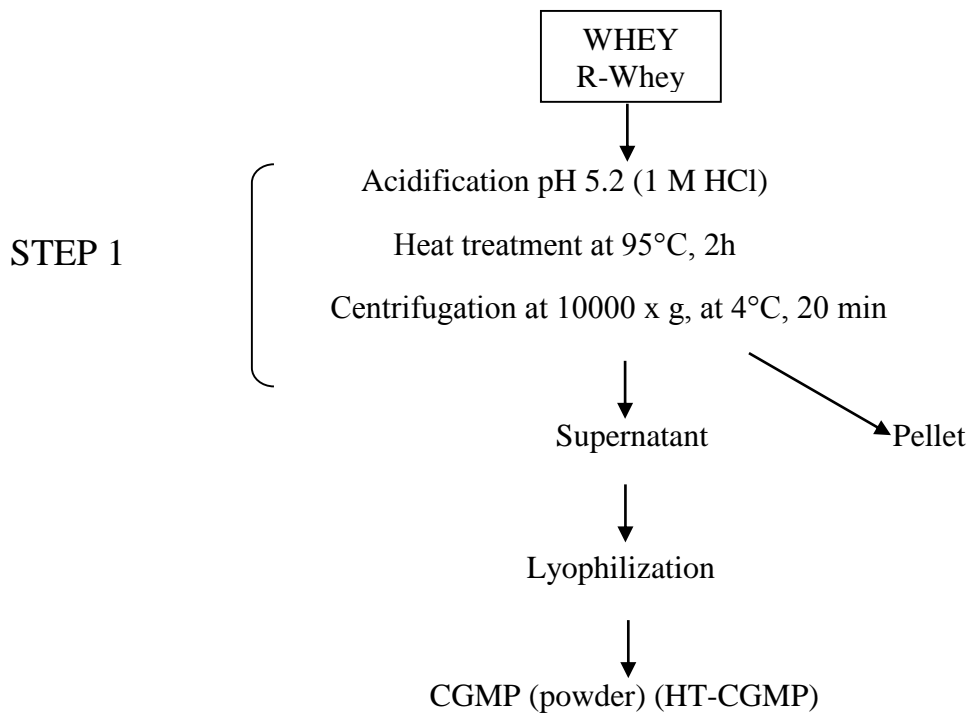 WHEY
R-Whey
Acidification pH 5.2 (1 M HCl)
STEP 1
Heat treatment at 95°C, 2h
Centrifugation at 10000 x g, at 4°C, 20 min
Supernatant
Pellet
Lyophilization
CGMP (powder) (HT-CGMP)